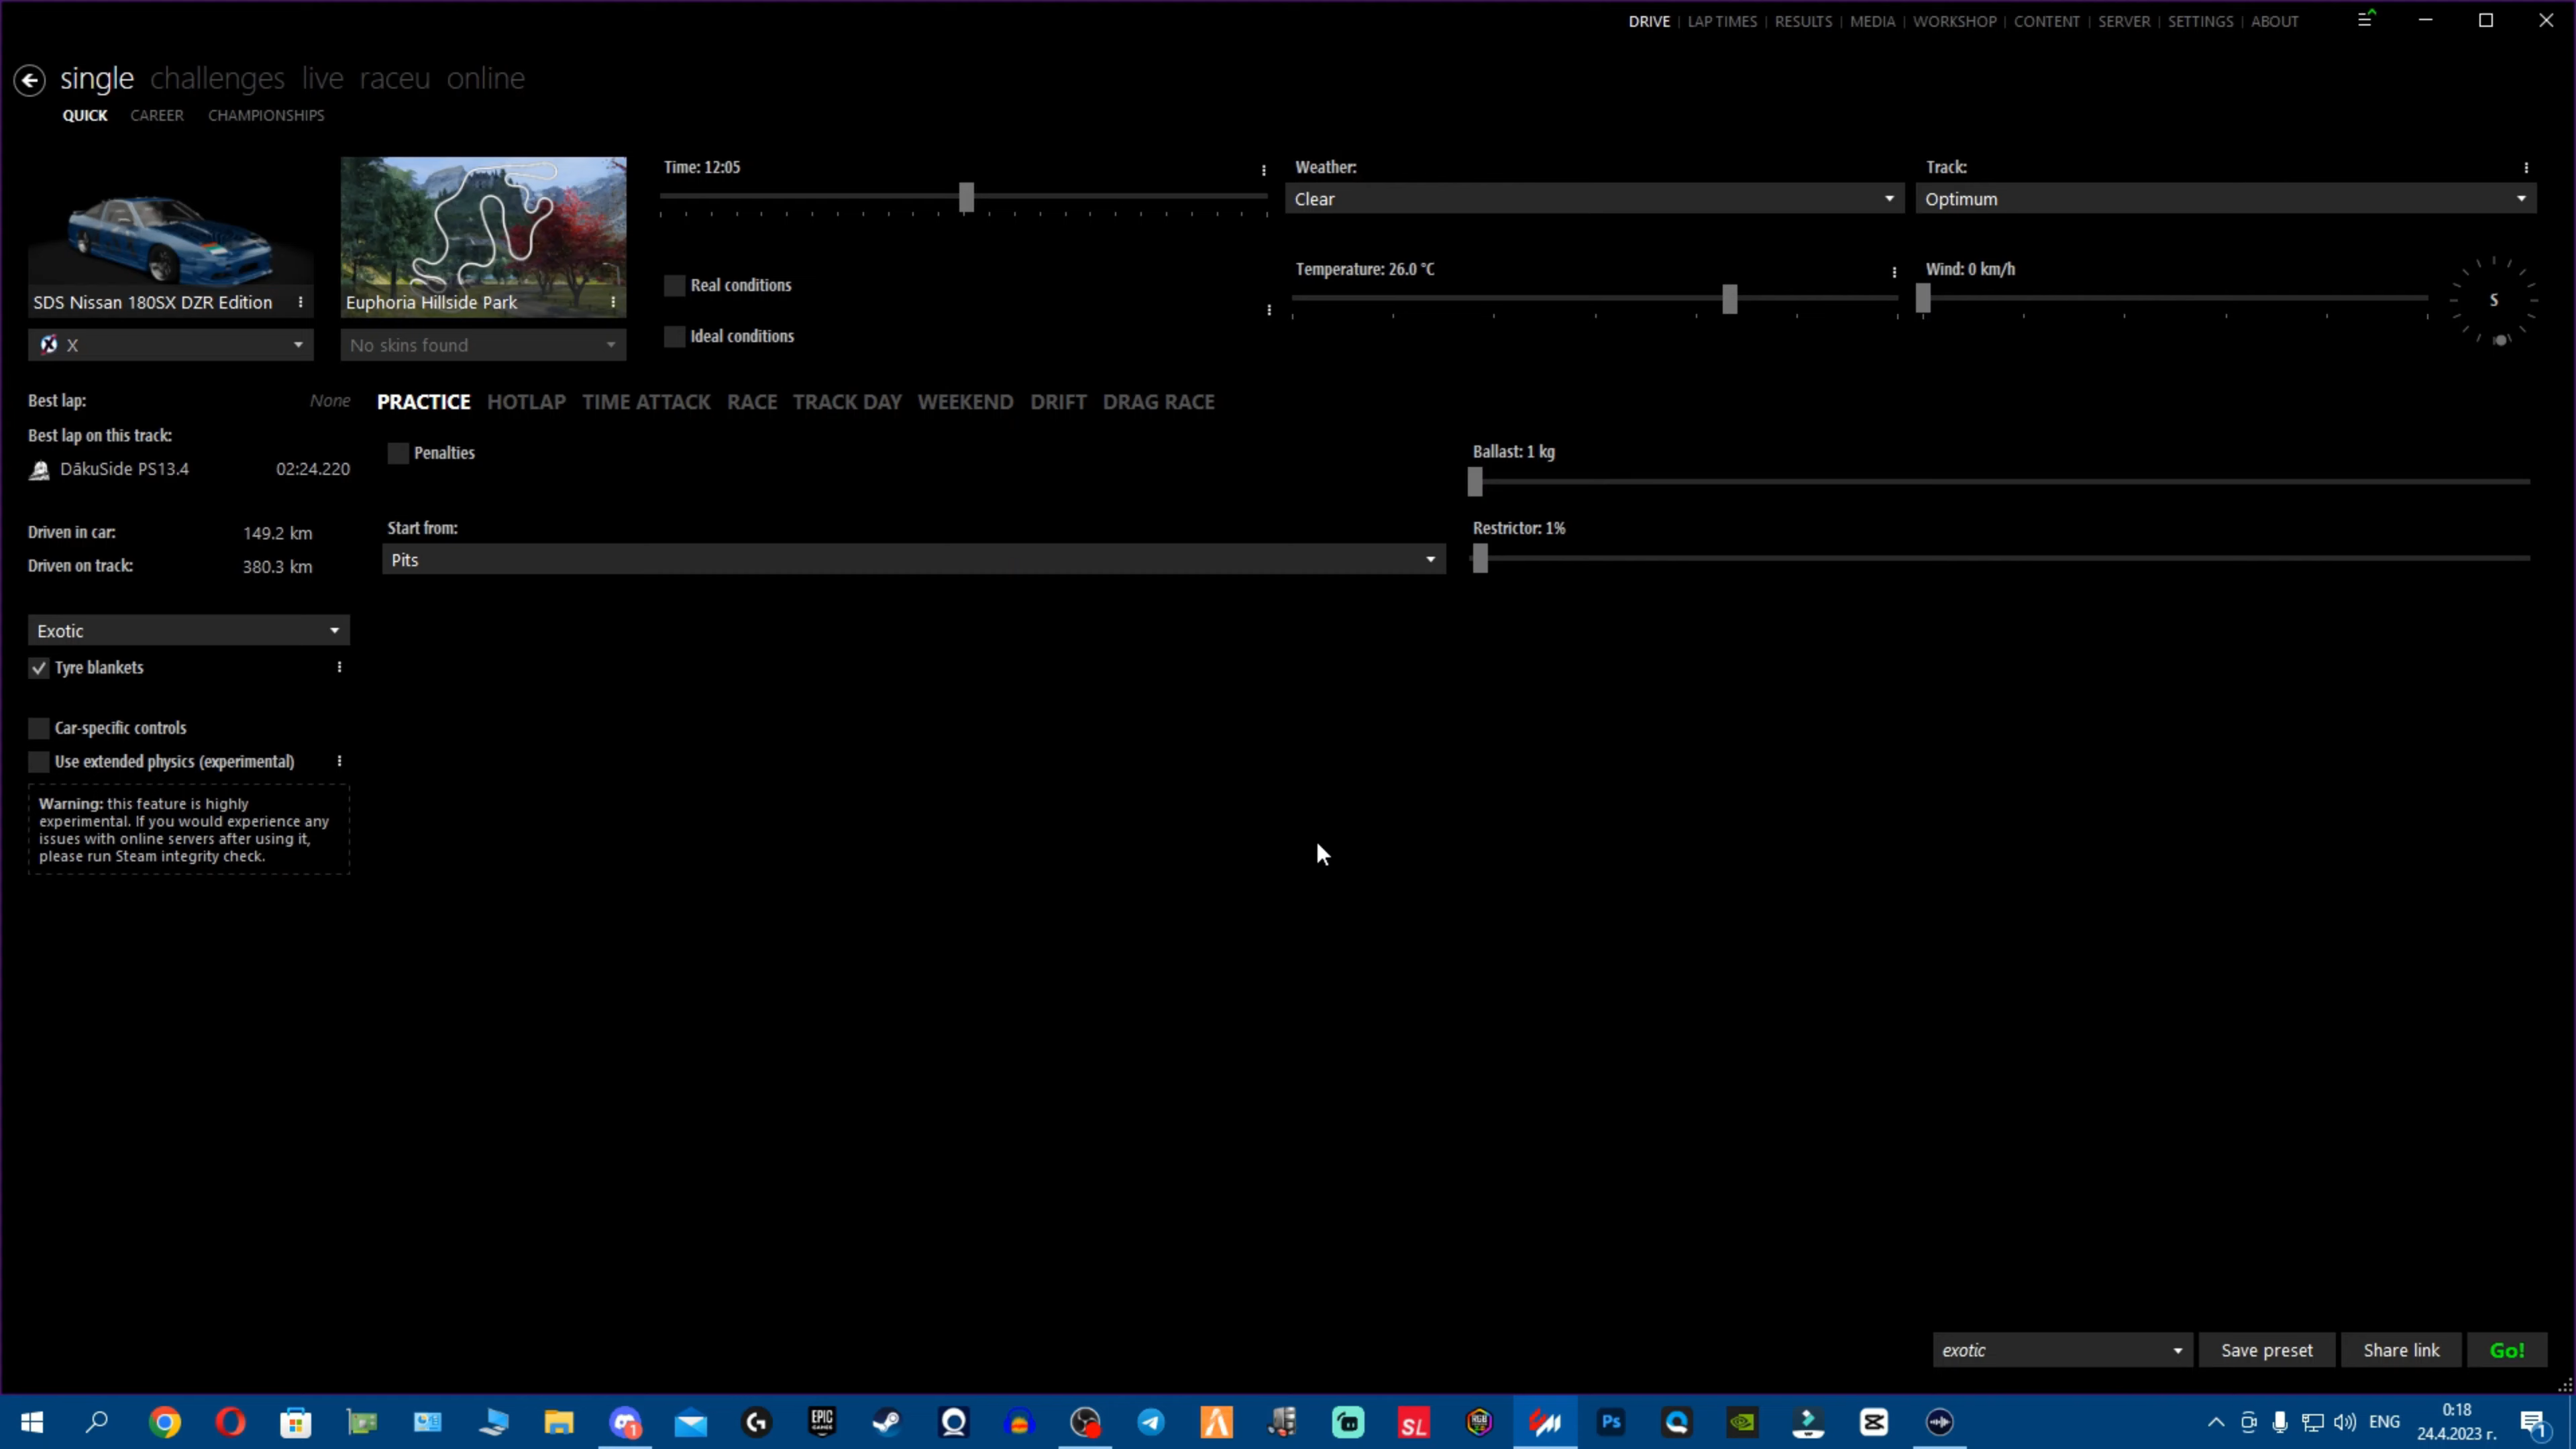 DRIVE | LAP TIMES | RESULTS | MEDIA | WORKSHOP | CONTENT | SERVER | SETTINGS | ABOUT
single challenges live raceu online
QUICK CAREER CHAMPIONSHIPS
SDS Nissan 180SX DZR Edition
X
Euphoria Hillside Park
No skins found
Time: 12:05
Real conditions
Ideal conditions
Weather:
Clear
Track:
Optimum
Temperature: 26.0 °C
Wind: 0 km/h
S
Best lap: None
Best lap on this track:
DākuSide PS13.4 02:24.220
Driven in car: 149.2 km
Driven on track: 380.3 km
Exotic
Tyre blankets
Car-specific controls
Use extended physics (experimental)
Warning: this feature is highly
experimental. If you would experience any
issues with online servers after using it,
please run Steam integrity check.
PRACTICE HOTLAP TIME ATTACK RACE TRACK DAY WEEKEND DRIFT DRAG RACE
Penalties
Start from:
Pits
Ballast: 1 kg
Restrictor: 1%
exotic
Save preset
Share link
Go!
1
EPIC
GAMES
SL
Ps
ENG
0:18
24.4.2023 г.
1